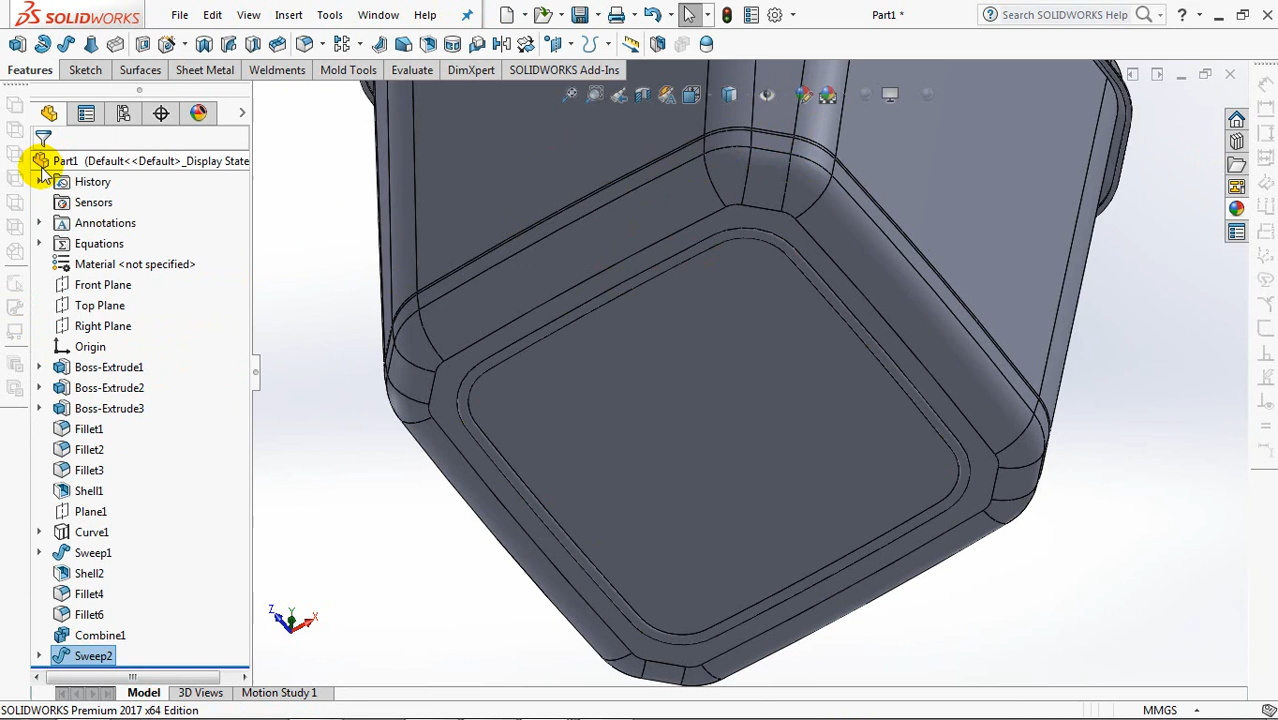 SOLIDWORKS File Edit View Insert Tools Window Help Part1 * Search SOLIDWORKS Help
Features Sketch Surfaces Sheet Metal Weldments Mold Tools Evaluate DimXpert SOLIDWORKS Add-Ins
Part1 (Default<<Default>_Display State
History
Sensors
Annotations
Equations
Material <not specified>
Front Plane
Top Plane
Right Plane
Origin
Boss-Extrude1
Boss-Extrude2
Boss-Extrude3
Fillet1
Fillet2
Fillet3
Shell1
Plane1
Curve1
Sweep1
Shell2
Fillet4
Fillet6
Combine1
Sweep2
Y
Z X
Model 3D Views Motion Study 1
SOLIDWORKS Premium 2017 x64 Edition MMGS